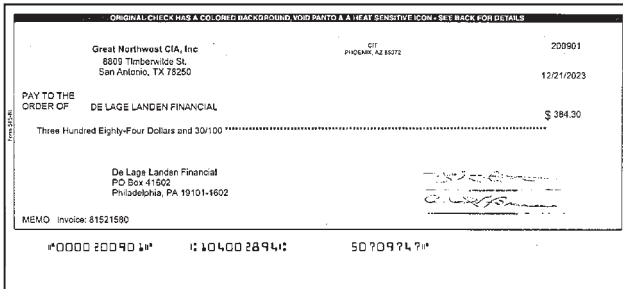 ORIGINAL CHECK HAS A COLORED BACKGROUND, VOID PANTO & A HEAT SENSITIVE ICON - SEE BACK FOR DETAILS
Great Northwest CIA, Inc
8809 Timberwilde St.
San Antonio, TX 78250
CIT
PHOENIX, AZ 85072
200901
12/21/2023
PAY TO THE
ORDER OF DE LAGE LANDEN FINANCIAL
$ 384.30
Three Hundred Eighty-Four Dollars and 30/100 ****
De Lage Landen Financial
PO Box 41602
Philadelphia, PA 19101-1602
MEMO Invoice: 81521580
⑈0000200901⑈ ⑆104002894⑆ 50709747⑈